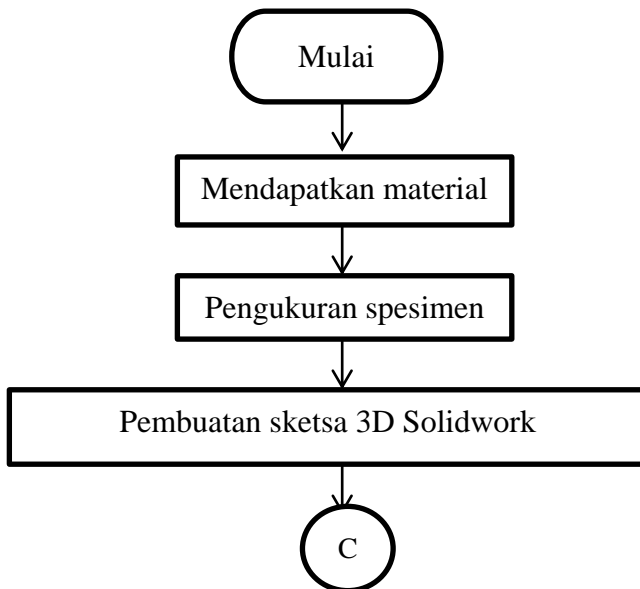 Mulai
Mendapatkan material
Pengukuran spesimen
Pembuatan sketsa 3D Solidwork
C